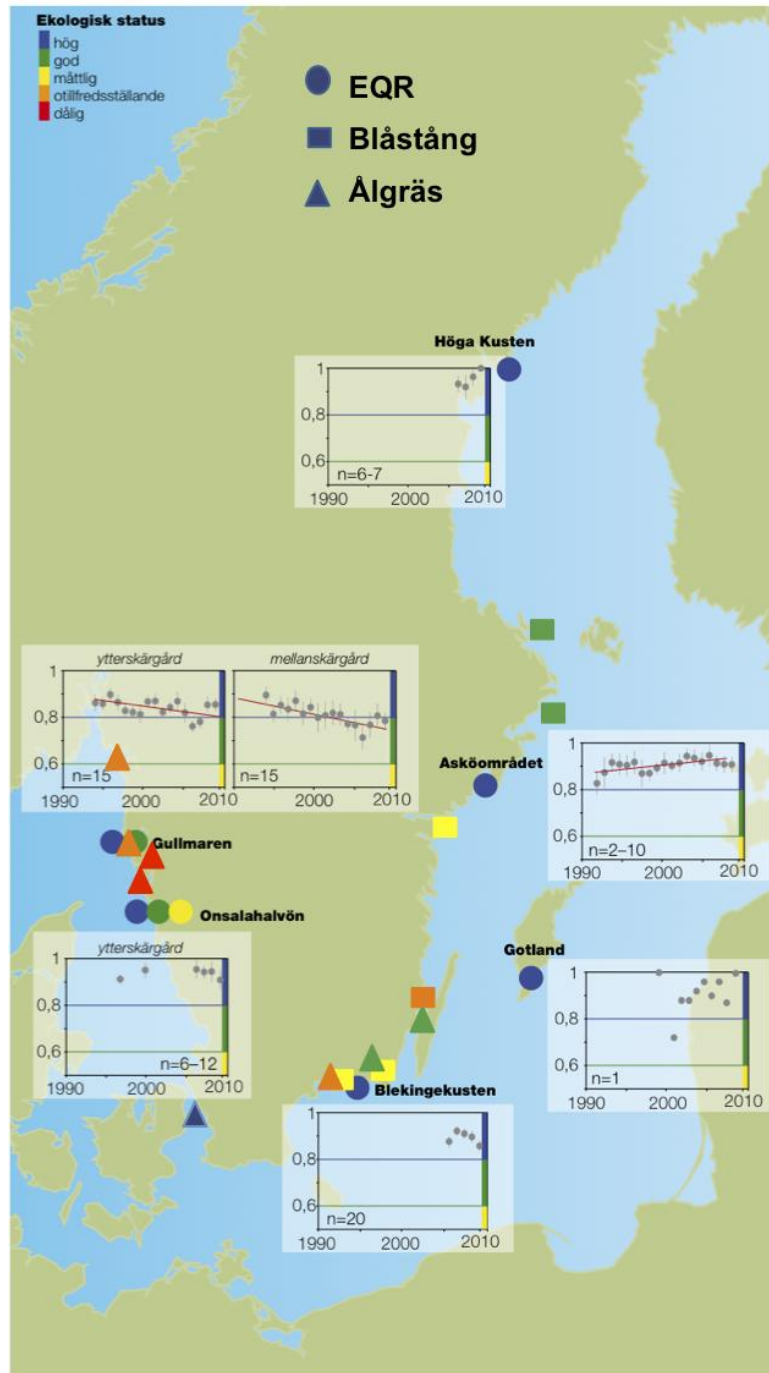 Ekologisk status
hög
god
måttlig
otillfredsställande
dålig
EQR
Blåstång
Ålgräs
Höga Kusten
1
0,8
0,6
n=6-7
1990 2000 2010
ytterskärgård
mellanskärgård
1
0,8
0,6
n=15
n=15
1990 2000 2010
2010
Asköområdet
1
0,8
0,6
n=2–10
1990 2000 2010
Gullmaren
Onsalahalvön
ytterskärgård
1
0,8
0,6
n=6–12
1990 2000 2010
Gotland
1
0,8
0,6
n=1
1990 2000 2010
Blekingekusten
1
0,8
0,6
n=20
1990 2000 2010